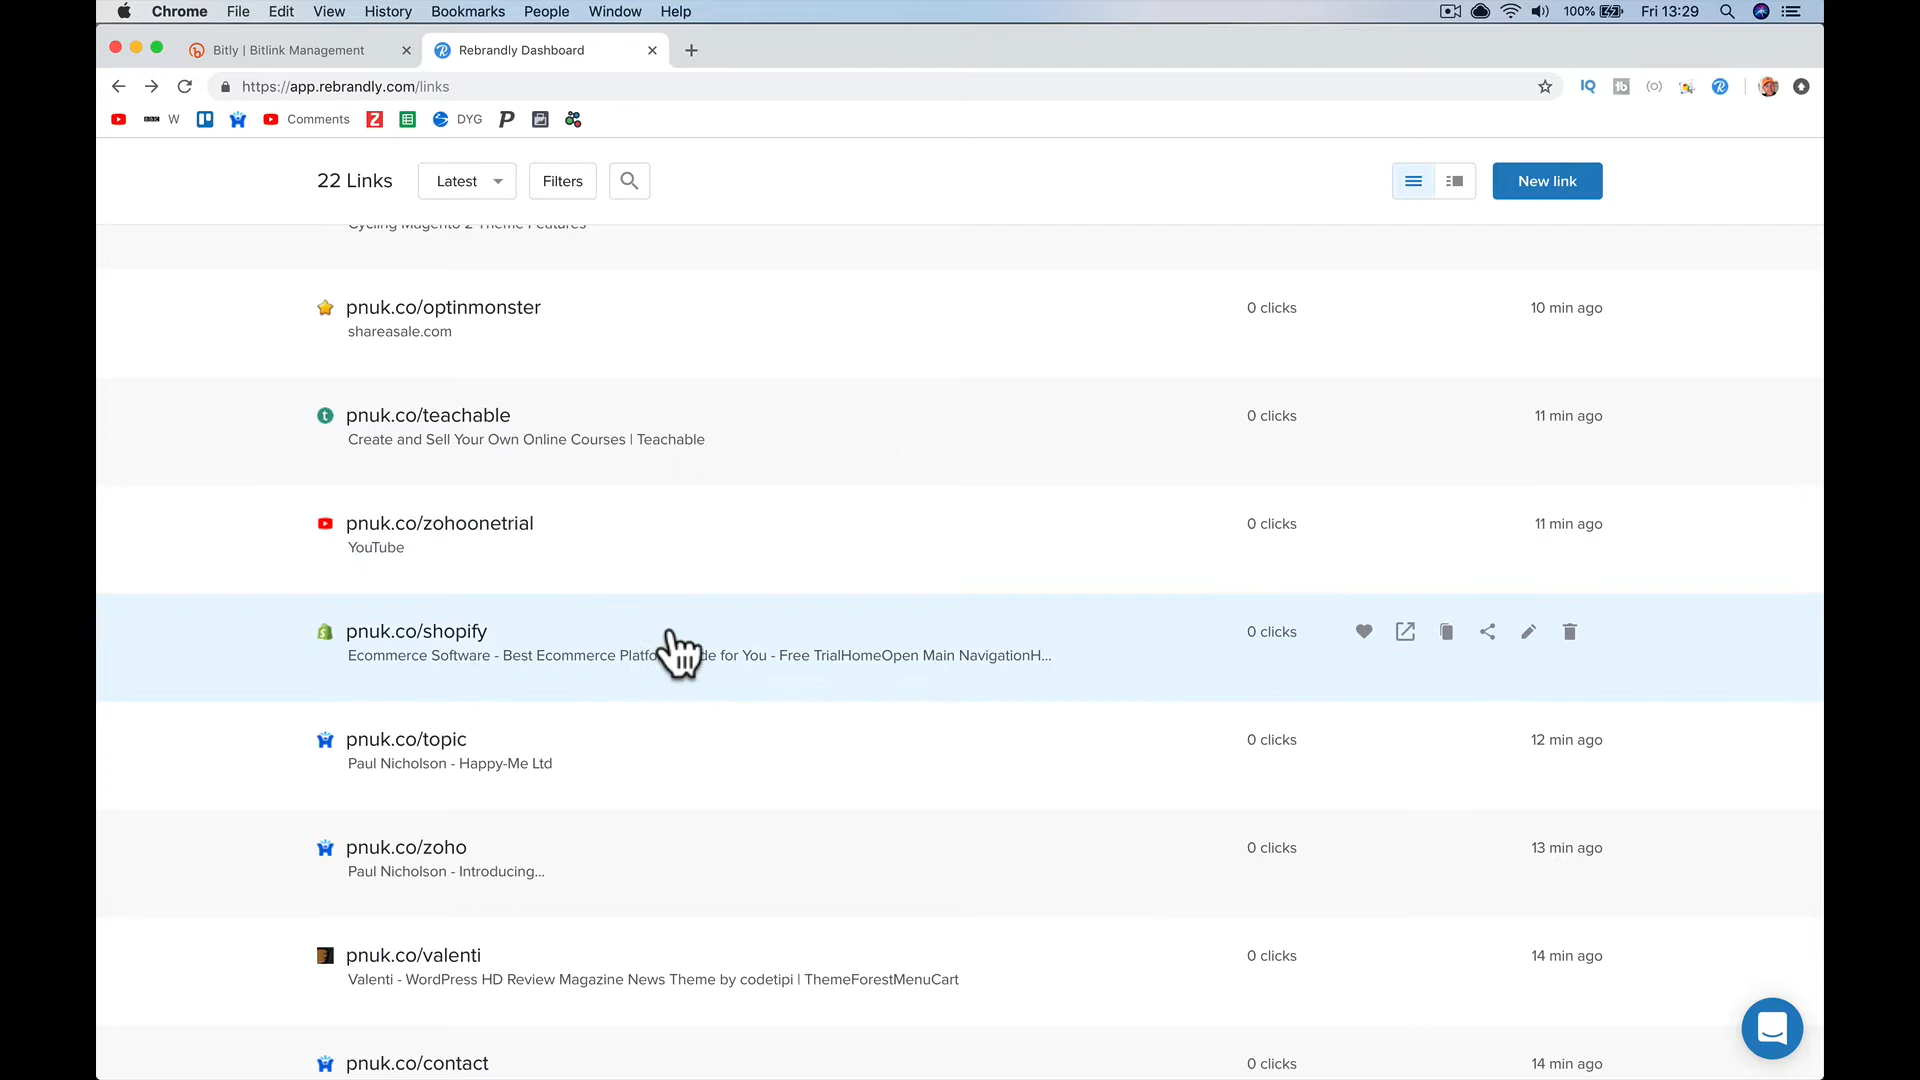 Chrome File Edit View History Bookmarks People Window Help 100% Fri 13:29
Bitly | Bitlink Management Rebrandly Dashboard
https://app.rebrandly.com/links
W Comments DYG
22 Links Latest Filters New link
Cycling Magento 2 Theme Features
pnuk.co/optinmonster 0 clicks 10 min ago
shareasale.com
pnuk.co/teachable 0 clicks 11 min ago
Create and Sell Your Own Online Courses | Teachable
pnuk.co/zohoonetrial 0 clicks 11 min ago
YouTube
pnuk.co/shopify 0 clicks
Ecommerce Software - Best Ecommerce for You - Free TrialHomeOpen Main NavigationH...
pnuk.co/topic 0 clicks 12 min ago
Paul Nicholson - Happy-Me Ltd
pnuk.co/zoho 0 clicks 13 min ago
Paul Nicholson - Introducing...
pnuk.co/valenti 0 clicks 14 min ago
Valenti - WordPress HD Review Magazine News Theme by codetipi | ThemeForestMenuCart
pnuk.co/contact 0 clicks 14 min ago